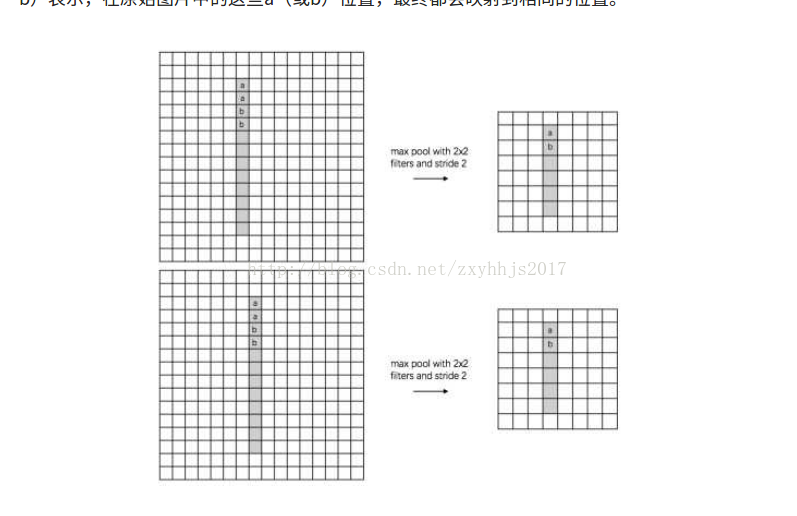 b）表示，在原始图片中的这些a（或b）位置，最终都会映射到相同的位置。
a
a
b
b
max pool with 2x2
filters and stride 2
a
b
http://blog.csdn.net/zxyhhjs2017
a
a
b
b
max pool with 2x2
filters and stride 2
a
b